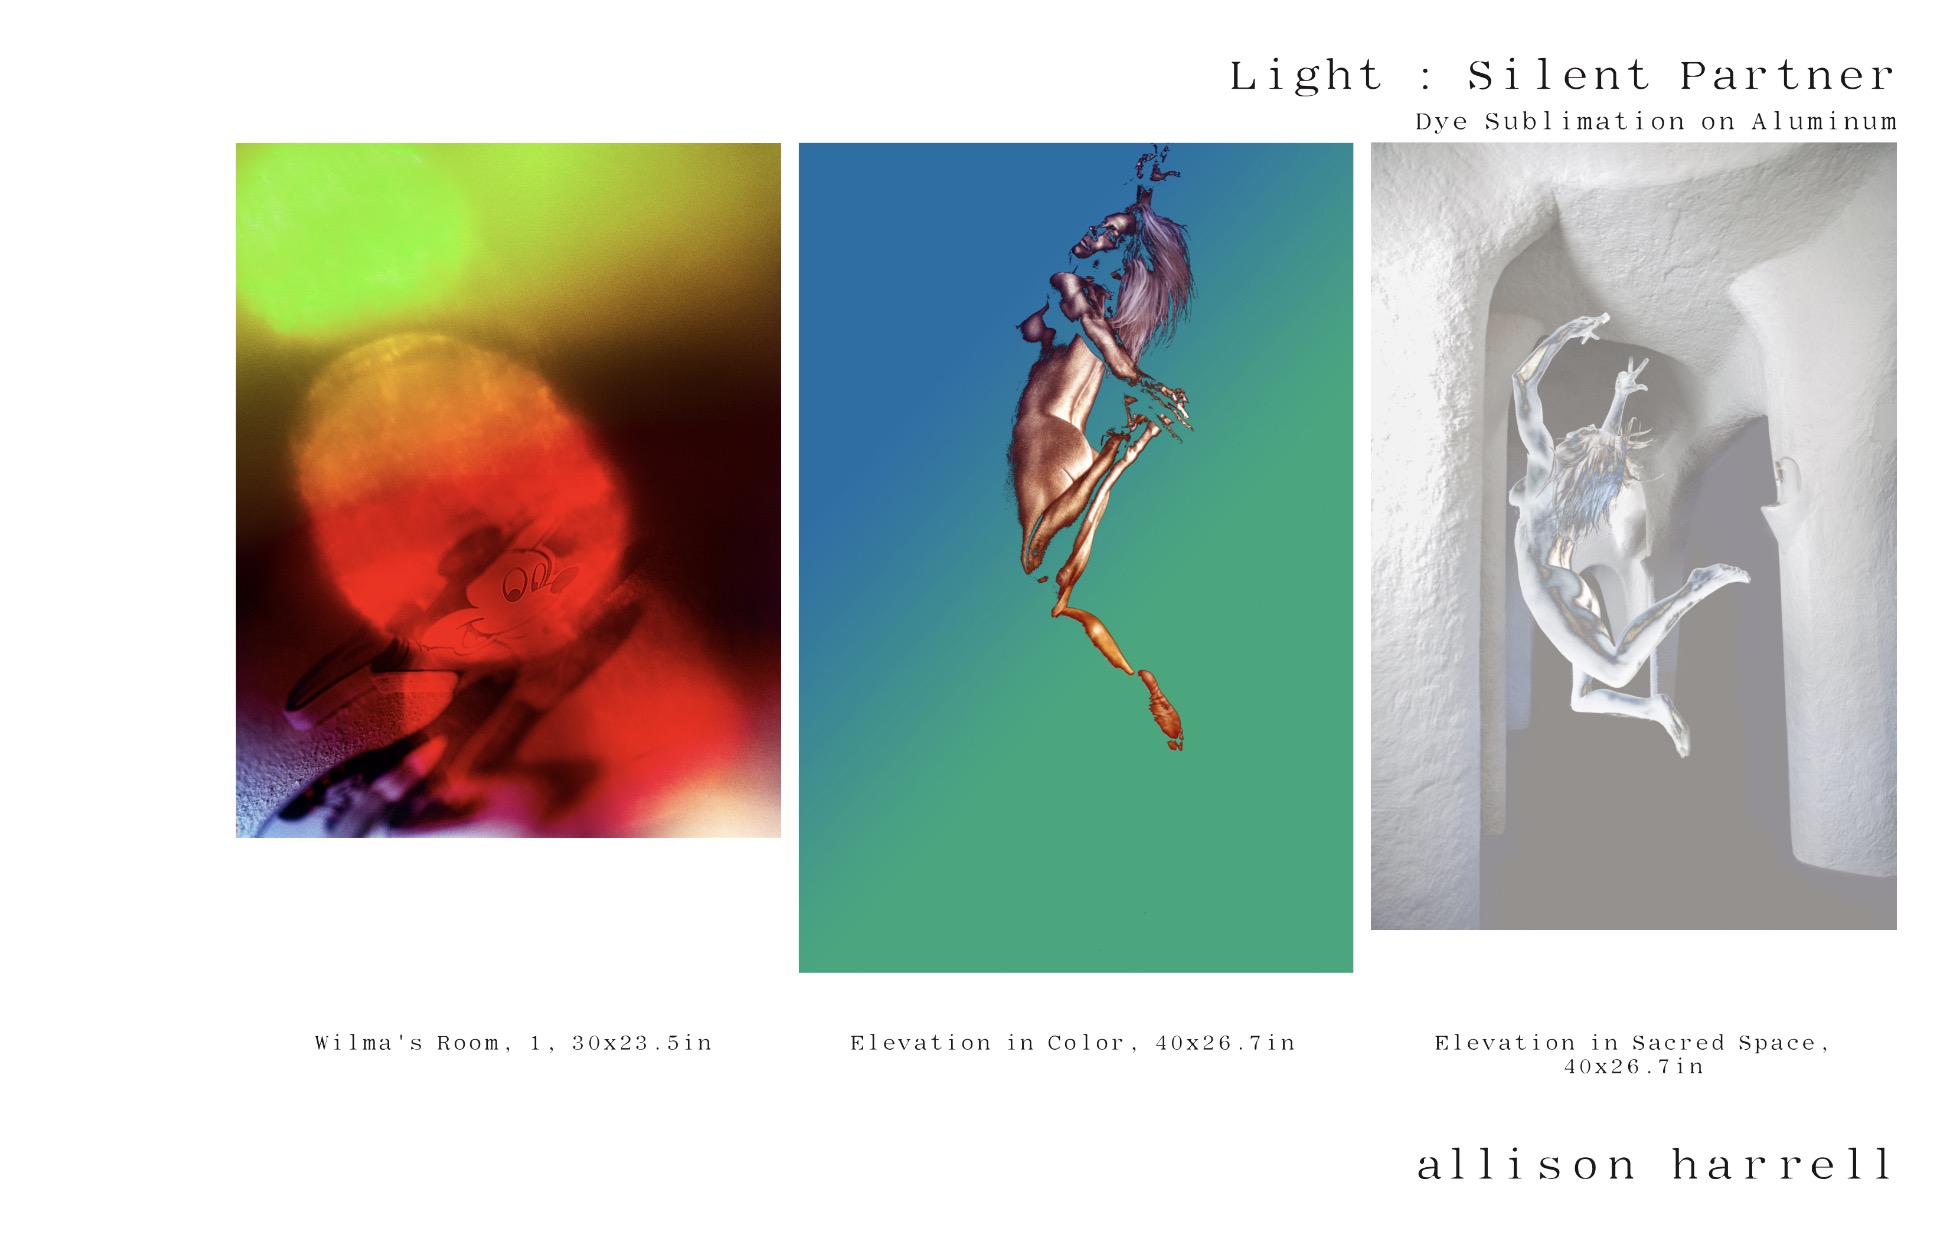 Light : Silent Partner
Dye Sublimation on Aluminum
Wilma's Room, 1, 30x23.5in
Elevation in Color, 40x26.7in
Elevation in Sacred Space,
40x26.7in
allison harrell